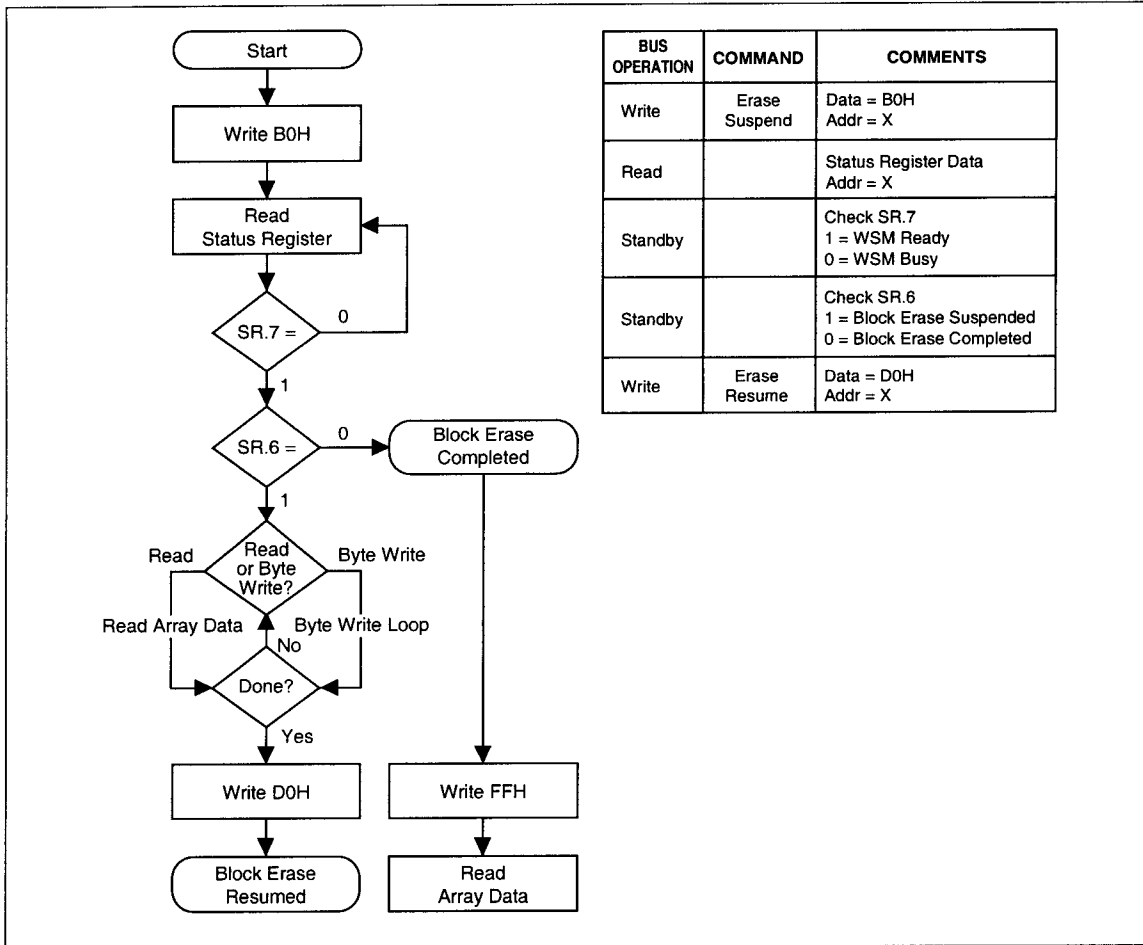 Start
Write B0H
Read
Status Register
SR.7 =
0
1
SR.6 =
0
Block Erase
Completed
1
Read
Read
or Byte
Write?
Byte Write
Read Array Data
Byte Write Loop
No
Done?
Yes
Write D0H
Write FFH
Block Erase
Resumed
Read
Array Data
BUS
OPERATION
COMMAND
COMMENTS
Write
Erase
Suspend
Data = B0H
Addr = X
Read
Status Register Data
Addr = X
Standby
Check SR.7
1 = WSM Ready
0 = WSM Busy
Standby
Check SR.6
1 = Block Erase Suspended
0 = Block Erase Completed
Write
Erase
Resume
Data = D0H
Addr = X